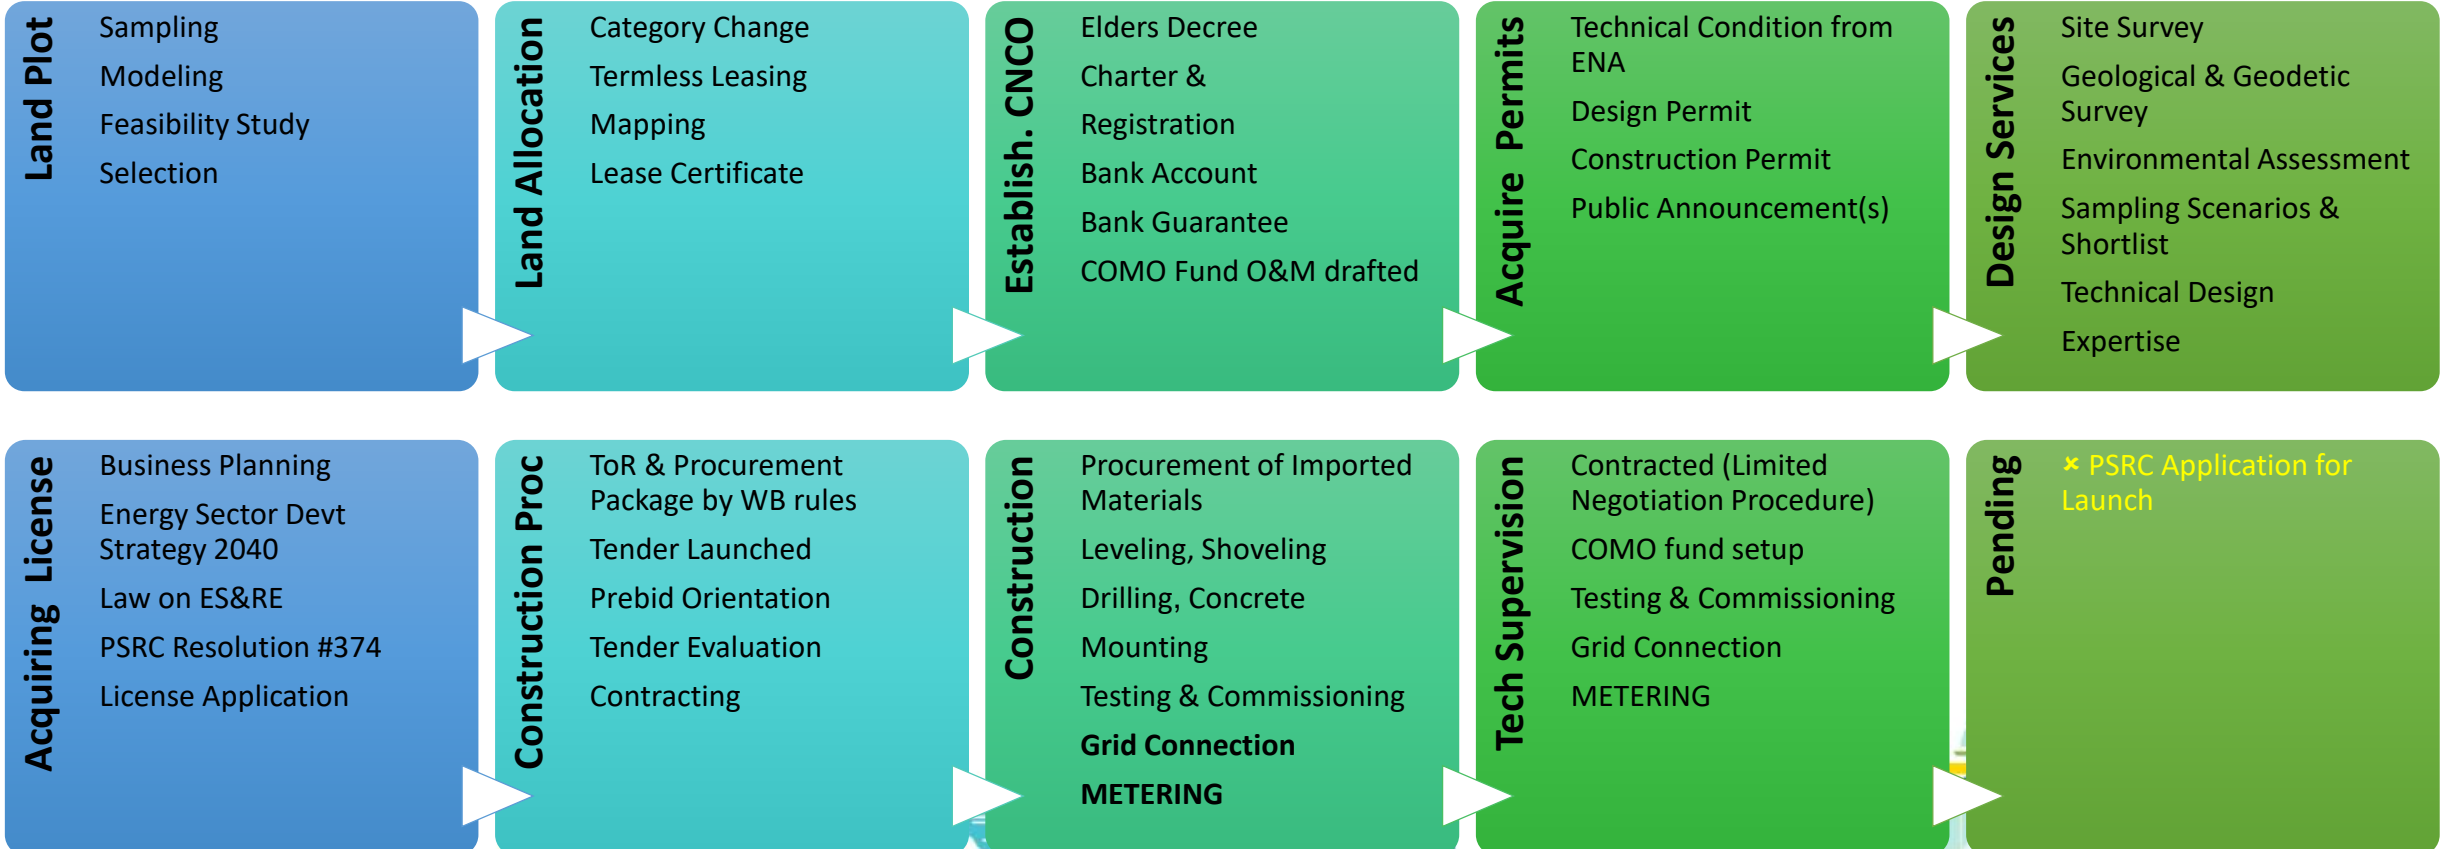 Land Plot
Sampling
Modeling
Feasibility Study
Selection
Land Allocation
Category Change
Termless Leasing
Mapping
Lease Certificate
Establish. CNCO
Elders Decree
Charter &
Registration
Bank Account
Bank Guarantee
COMO Fund O&M drafted
Acquire Permits
Technical Condition from
ENA
Design Permit
Construction Permit
Public Announcement(s)
Design Services
Site Survey
Geological & Geodetic
Survey
Environmental Assessment
Sampling Scenarios &
Shortlist
Technical Design
Expertise
Acquiring License
Business Planning
Energy Sector Devt
Strategy 2040
Law on ES&RE
PSRC Resolution #374
License Application
Construction Proc
ToR & Procurement
Package by WB rules
Tender Launched
Prebid Orientation
Tender Evaluation
Contracting
Construction
Procurement of Imported
Materials
Leveling, Shoveling
Drilling, Concrete
Mounting
Testing & Commissioning
Grid Connection
METERING
Tech Supervision
Contracted (Limited
Negotiation Procedure)
COMO fund setup
Testing & Commissioning
Grid Connection
METERING
Pending
× PSRC Application for
Launch